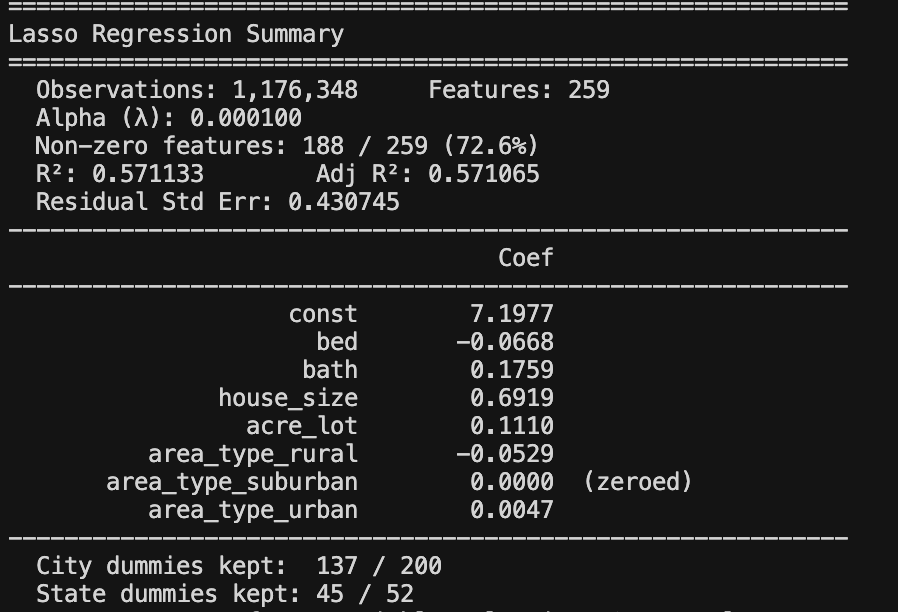 Lasso Regression Summary
Observations: 1,176,348 Features: 259
Alpha (λ): 0.000100
Non-zero features: 188 / 259 (72.6%)
R²: 0.571133 Adj R²: 0.571065
Residual Std Err: 0.430745
Coef
const 7.1977
bed -0.0668
bath 0.1759
house_size 0.6919
acre_lot 0.1110
area_type_rural -0.0529
area_type_suburban 0.0000 (zeroed)
area_type_urban 0.0047
City dummies kept: 137 / 200
State dummies kept: 45 / 52